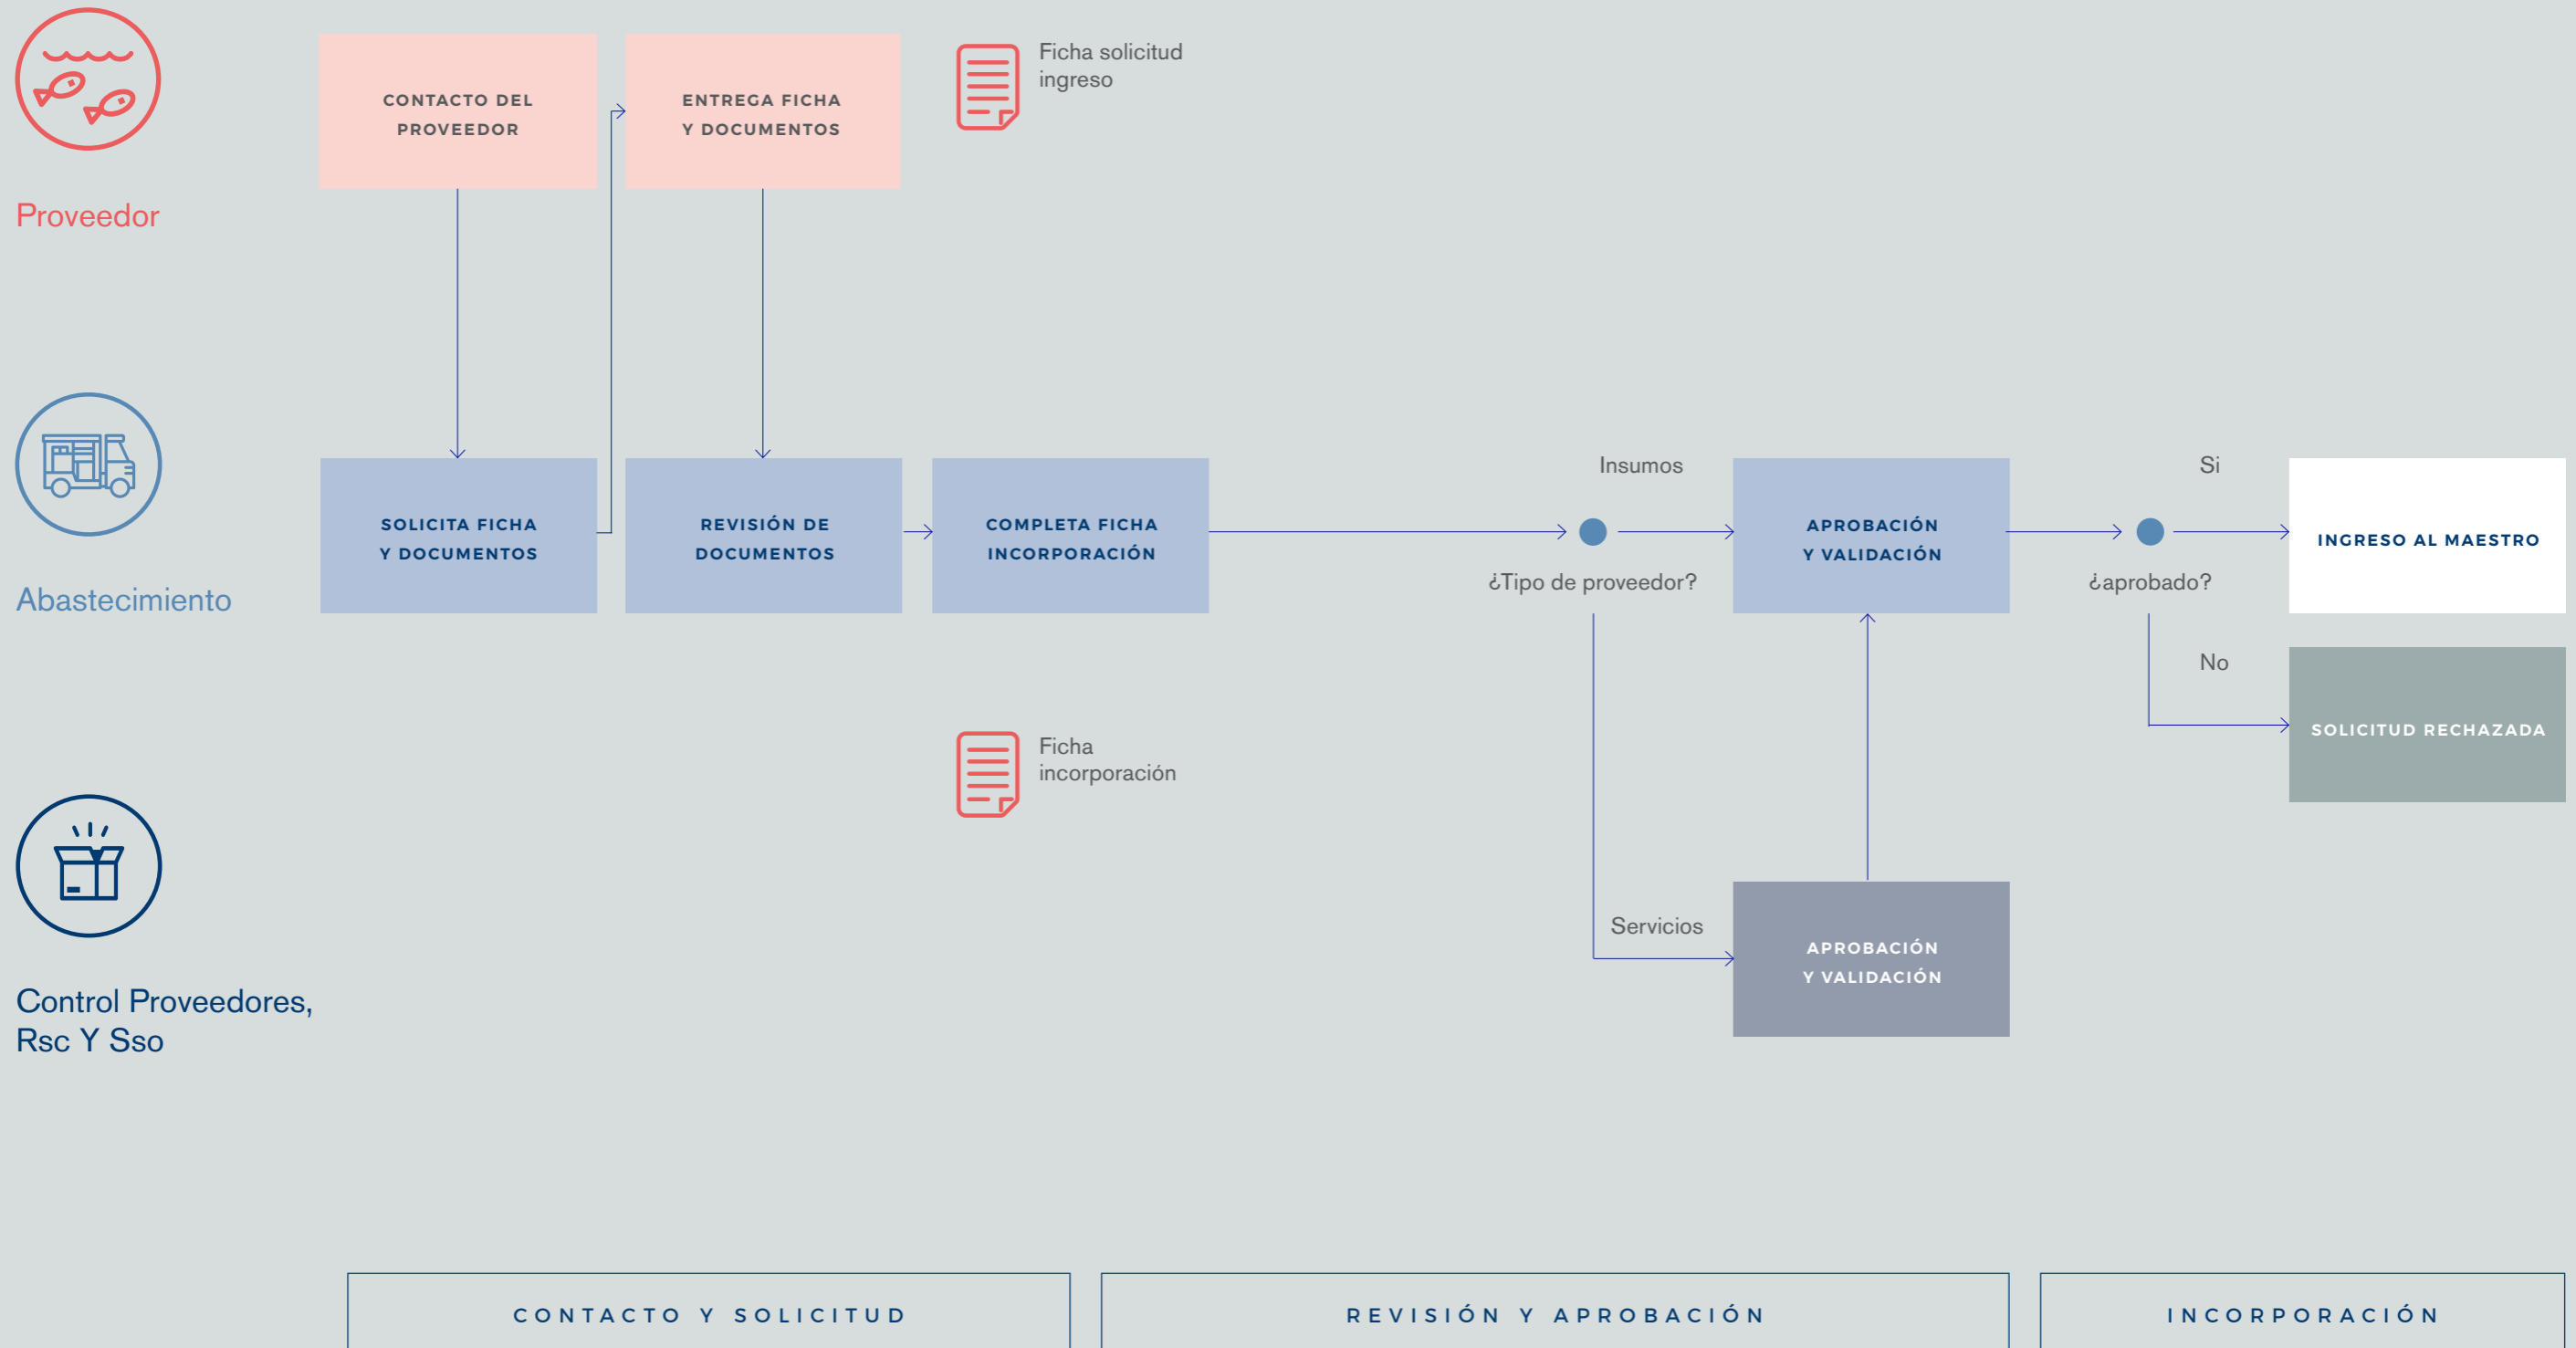 CONTACTO DEL
PROVEEDOR
ENTREGA FICHA
Y DOCUMENTOS
Ficha solicitud
ingreso
Proveedor
SOLICITA FICHA
Y DOCUMENTOS
REVISIÓN DE
DOCUMENTOS
COMPLETA FICHA
INCORPORACIÓN
Insumos
¿Tipo de proveedor?
APROBACIÓN
Y VALIDACIÓN
Si
¿aprobado?
INGRESO AL MAESTRO
Abastecimiento
No
SOLICITUD RECHAZADA
Ficha
incorporación
Servicios
APROBACIÓN
Y VALIDACIÓN
Control Proveedores,
Rsc Y Sso
CONTACTO Y SOLICITUD
REVISIÓN Y APROBACIÓN
INCORPORACIÓN